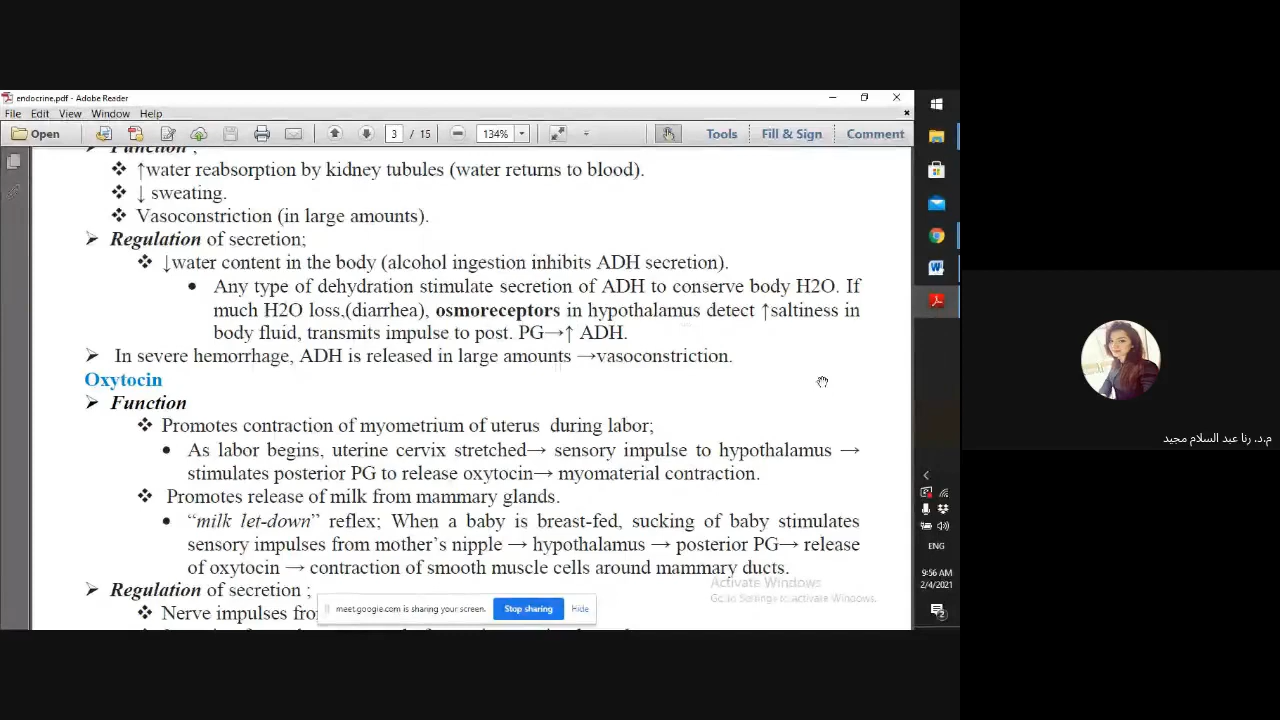 endocrine.pdf - Adobe Reader
File Edit View Window Help
Open 3 / 15 134% Tools Fill & Sign Comment
Function ;
❖ ↑water reabsorption by kidney tubules (water returns to blood).
❖ ↓ sweating.
❖ Vasoconstriction (in large amounts).
➤ Regulation of secretion;
❖ ↓water content in the body (alcohol ingestion inhibits ADH secretion).
• Any type of dehydration stimulate secretion of ADH to conserve body H2O. If
much H2O loss,(diarrhea), osmoreceptors in hypothalamus detect ↑saltiness in
body fluid, transmits impulse to post. PG→↑ ADH.
➤ In severe hemorrhage, ADH is released in large amounts →vasoconstriction.
Oxytocin
➤ Function
❖ Promotes contraction of myometrium of uterus during labor;
• As labor begins, uterine cervix stretched→ sensory impulse to hypothalamus →
stimulates posterior PG to release oxytocin→ myomaterial contraction.
❖ Promotes release of milk from mammary glands.
• “milk let-down” reflex; When a baby is breast-fed, sucking of baby stimulates
sensory impulses from mother’s nipple → hypothalamus → posterior PG→ release
of oxytocin → contraction of smooth muscle cells around mammary ducts.
➤ Regulation of secretion ;
❖ Nerve impulses from
Activate Windows
Go to Settings to activate Windows.
meet.google.com is sharing your screen. Stop sharing Hide
ENG
9:56 AM
2/4/2021
2
م.د. رنا عبد السلام مجيد